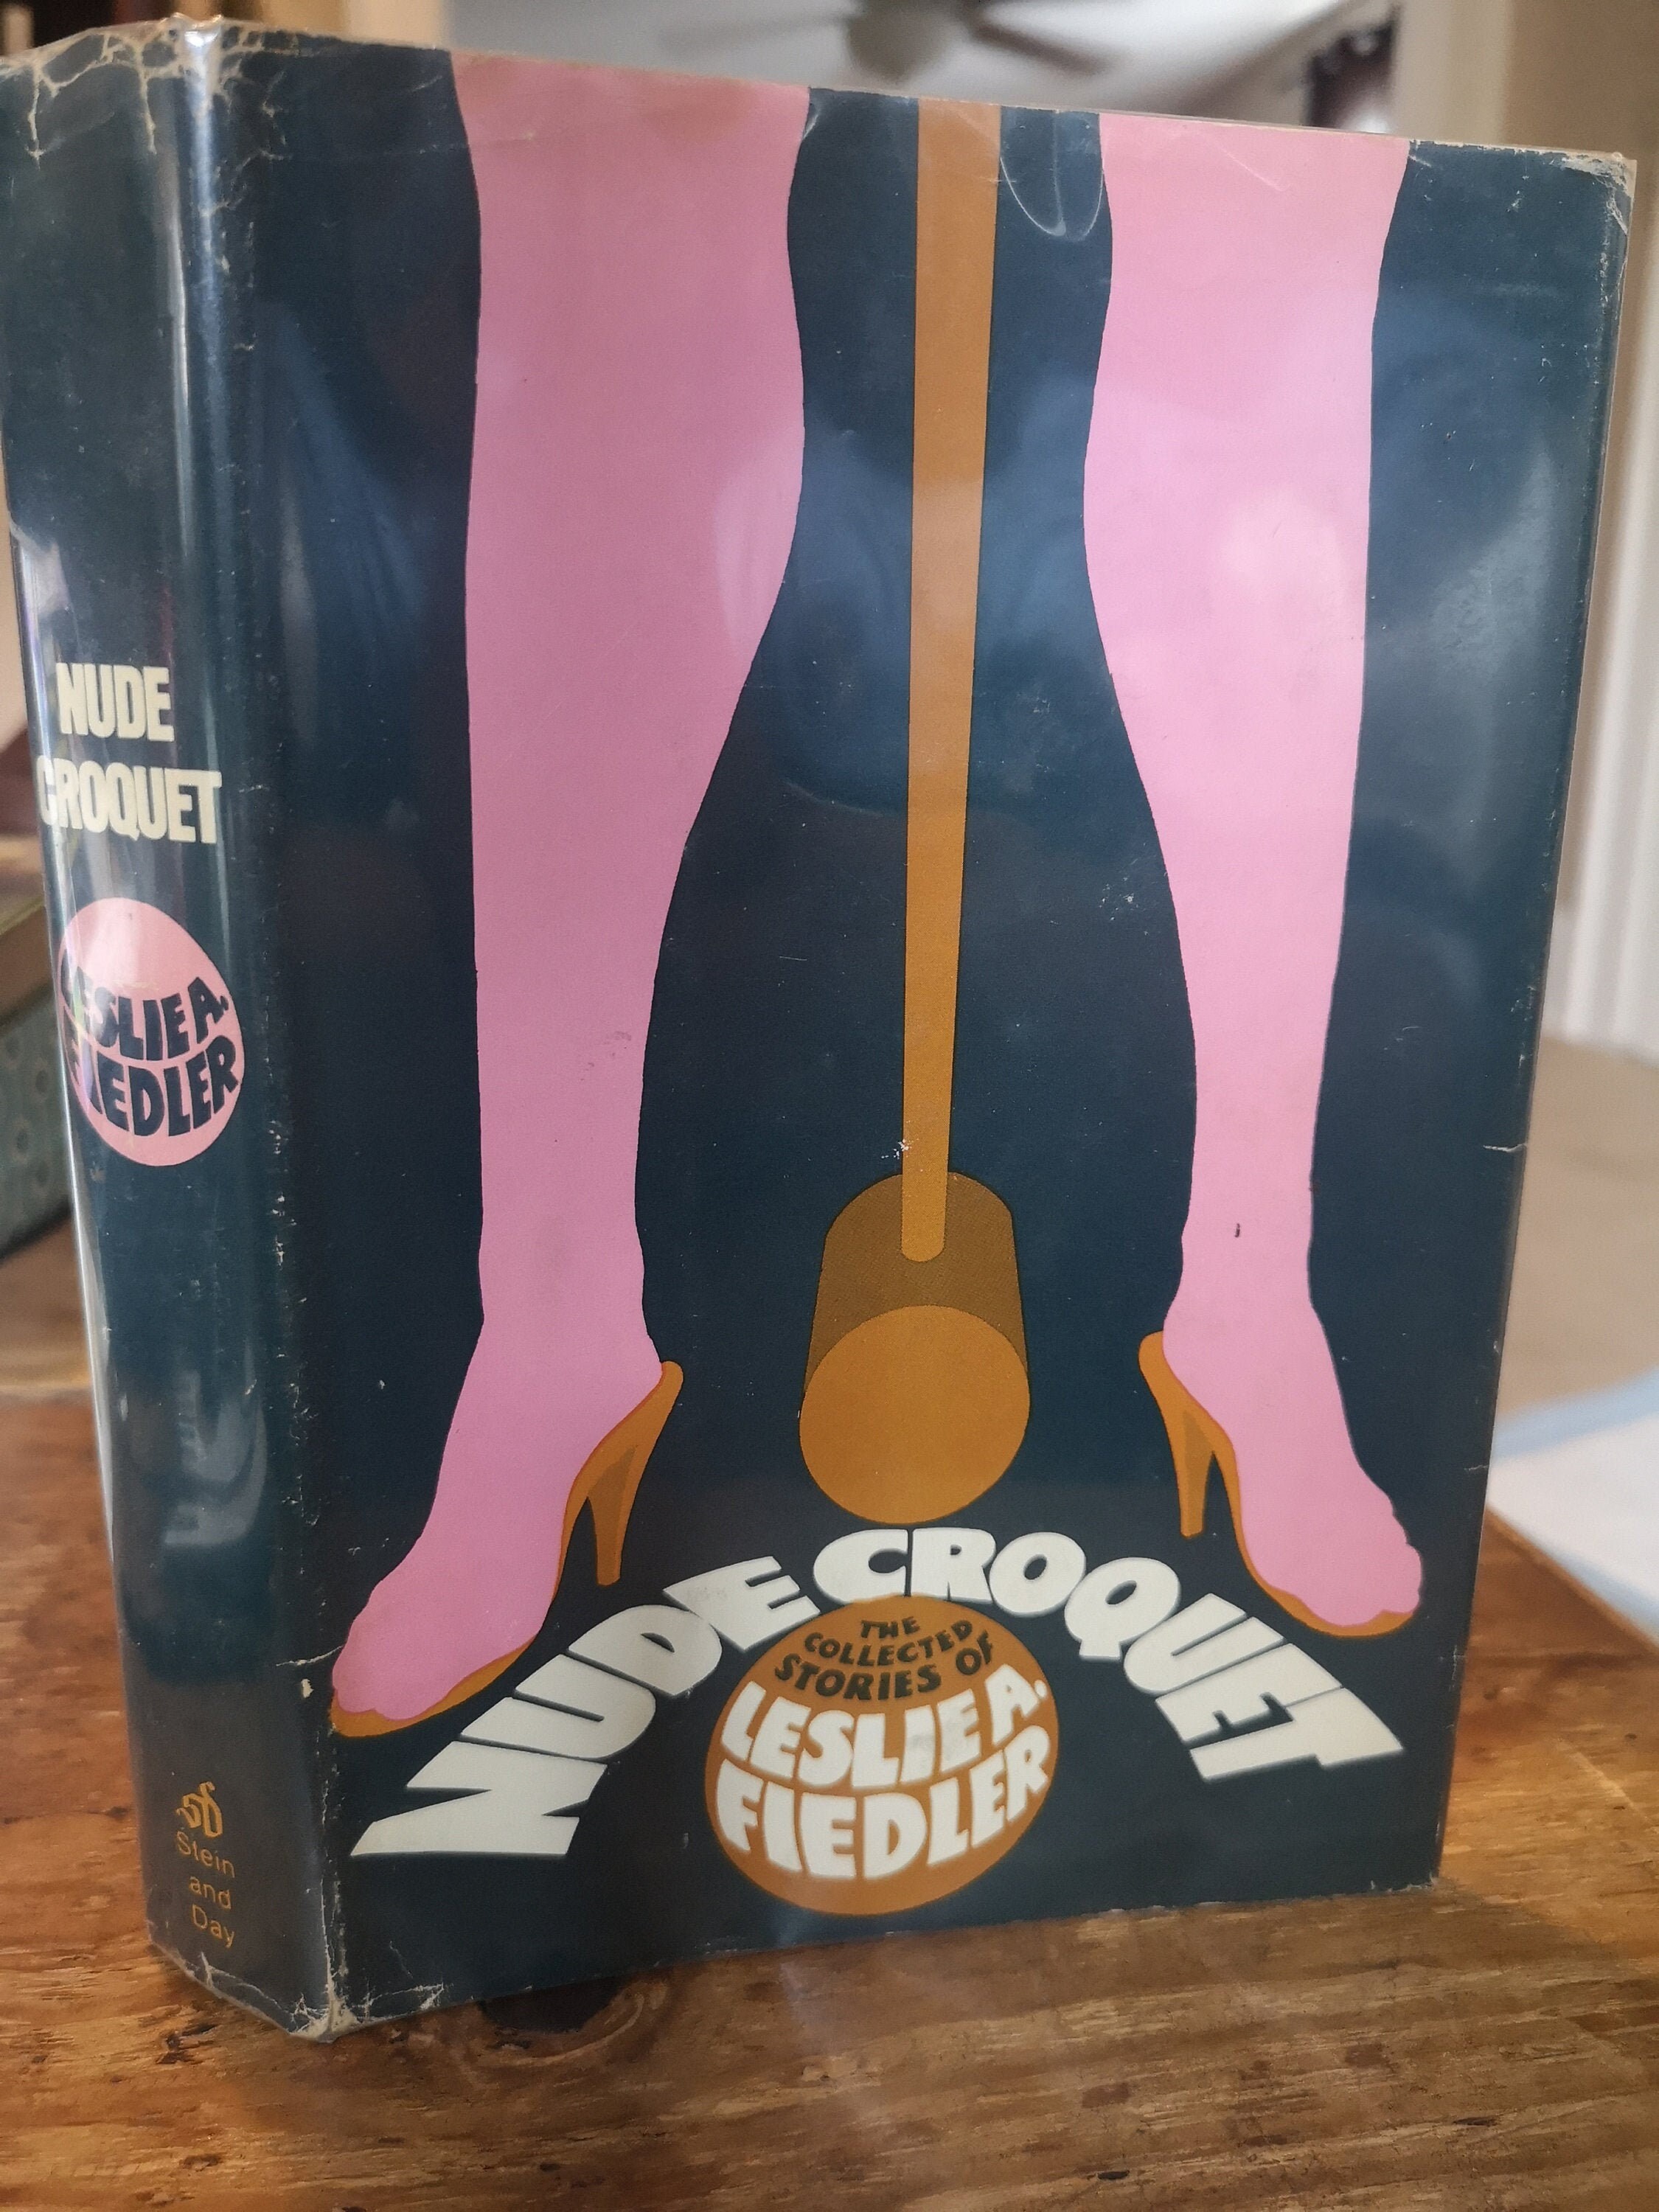 NUDE
CROQUET
LESLIE A.
FIEDLER
Stein
and
Day
NUDE CROQUET
THE
COLLECTED
STORIES OF
LESLIE A.
FIEDLER